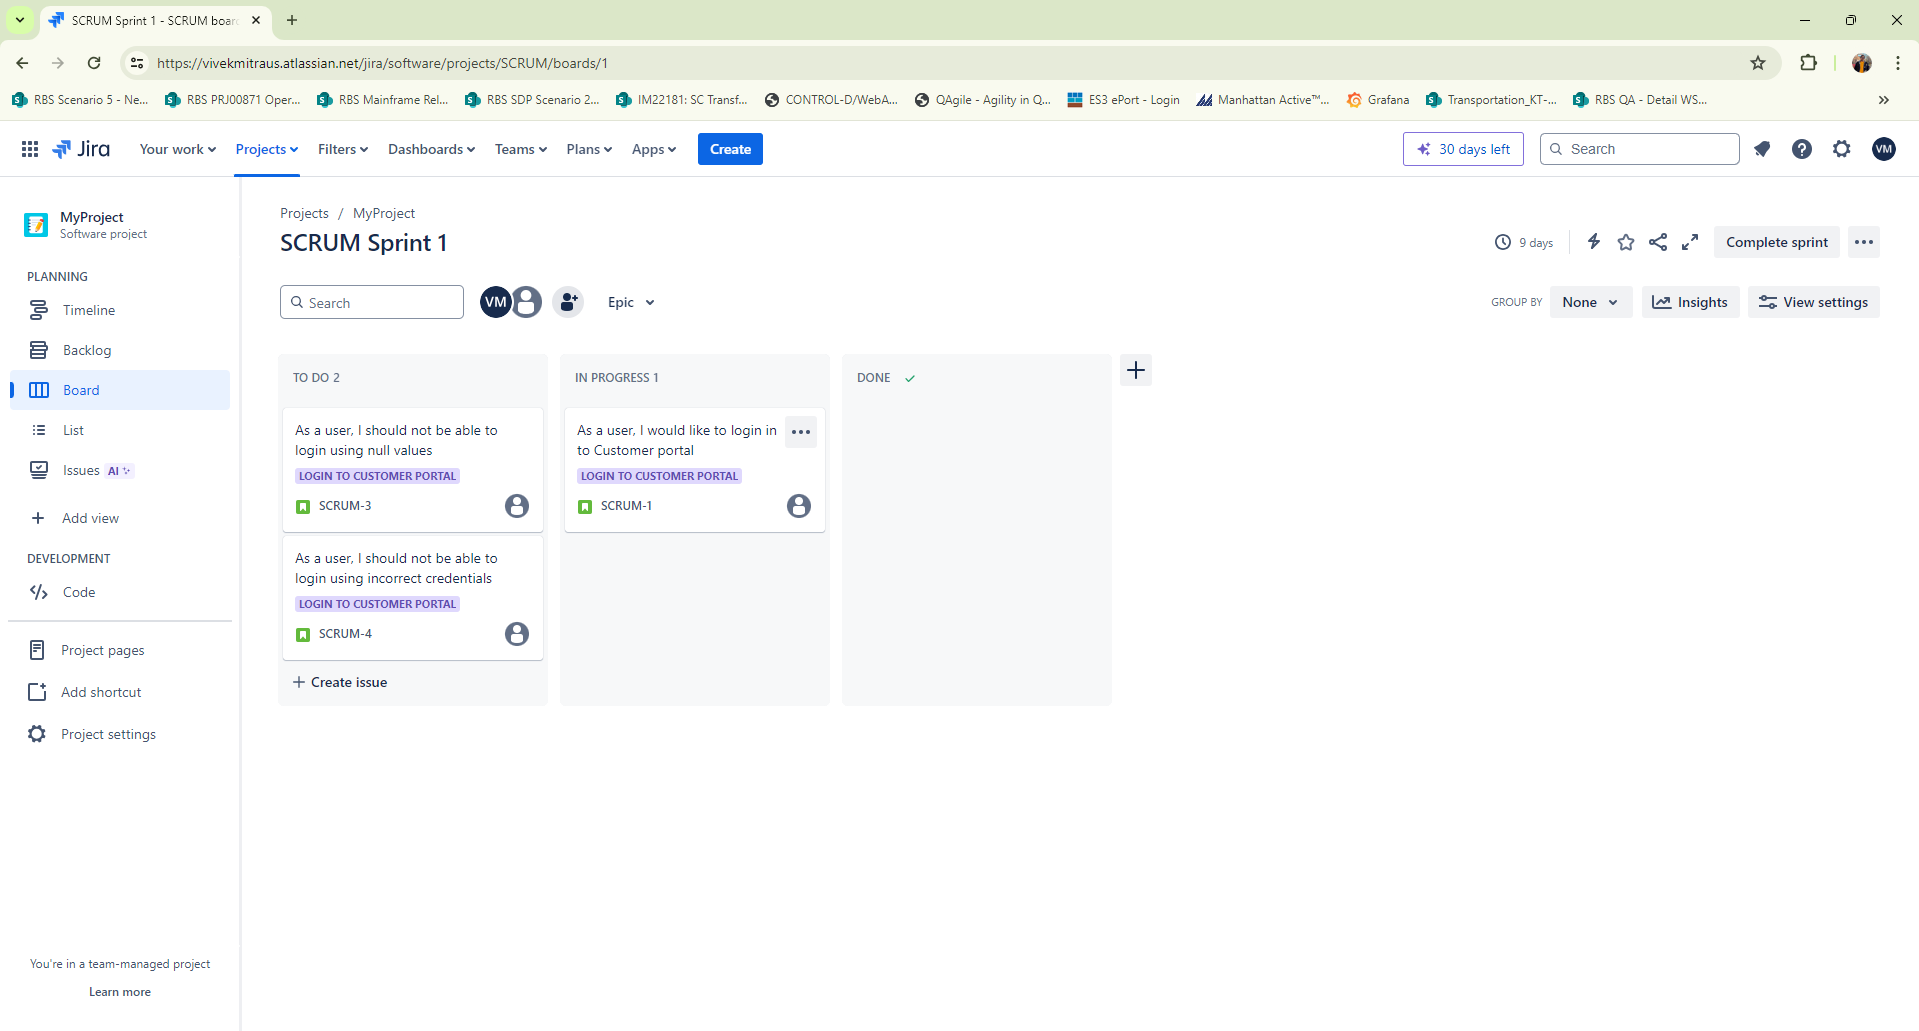 SCRUM Sprint 1 - SCRUM boar
https://vivekmitraus.atlassian.net/jira/software/projects/SCRUM/boards/1
RBS Scenario 5 - Ne...
RBS PRJ00871 Oper...
RBS Mainframe Rel...
RBS SDP Scenario 2...
IM22181: SC Transf...
CONTROL-D/WebA...
QAgile - Agility in Q...
ES3 ePort - Login
Manhattan Active™...
Grafana
Transportation_KT-...
RBS QA - Detail WS...
Jira
Your work
Projects
Filters
Dashboards
Teams
Plans
Apps
Create
30 days left
Search
VM
MyProject
Software project
PLANNING
Timeline
Backlog
Board
List
Issues AI
Add view
DEVELOPMENT
Code
Project pages
Add shortcut
Project settings
You're in a team-managed project
Learn more
Projects / MyProject
SCRUM Sprint 1
9 days
Complete sprint
Search
VM
Epic
GROUP BY
None
Insights
View settings
TO DO 2
As a user, I should not be able to
login using null values
LOGIN TO CUSTOMER PORTAL
SCRUM-3
As a user, I should not be able to
login using incorrect credentials
LOGIN TO CUSTOMER PORTAL
SCRUM-4
Create issue
IN PROGRESS 1
As a user, I would like to login in
to Customer portal
LOGIN TO CUSTOMER PORTAL
SCRUM-1
DONE